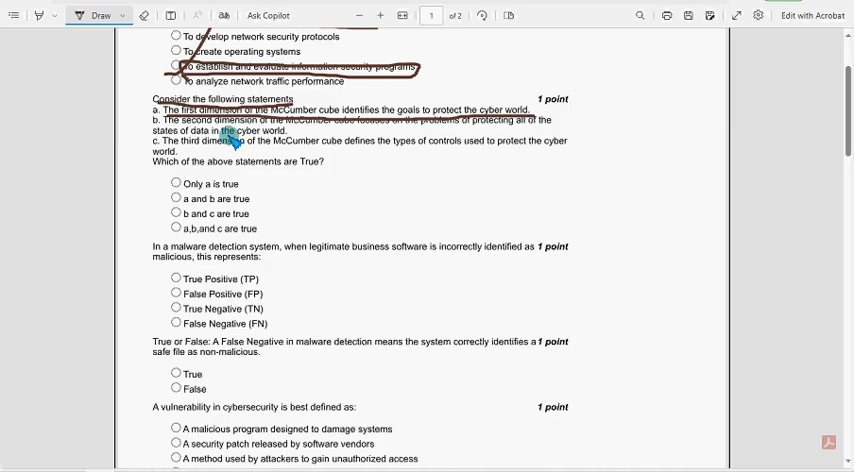 Draw
Ask Copilot
1
of 2
Edit with Acrobat
To develop network security protocols
To create operating systems
To establish and evaluate information security programs
To analyze network traffic performance
Consider the following statements
1 point
a. The first dimension of the McCumber cube identifies the goals to protect the cyber world.
b. The second dimension of the McCumber cube focuses on the problems of protecting all of the
states of data in the cyber world.
c. The third dimension of the McCumber cube defines the types of controls used to protect the cyber
world.
Which of the above statements are True?
Only a is true
a and b are true
b and c are true
a,b,and c are true
In a malware detection system, when legitimate business software is incorrectly identified as 1 point
malicious, this represents:
True Positive (TP)
False Positive (FP)
True Negative (TN)
False Negative (FN)
True or False: A False Negative in malware detection means the system correctly identifies a 1 point
safe file as non-malicious.
True
False
A vulnerability in cybersecurity is best defined as:
1 point
A malicious program designed to damage systems
A security patch released by software vendors
A method used by attackers to gain unauthorized access